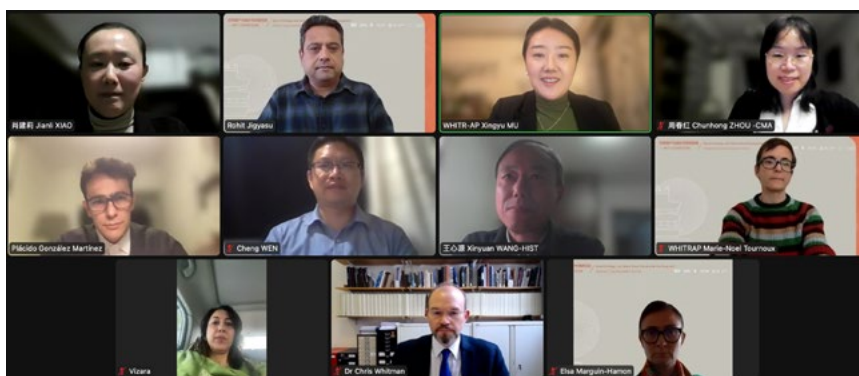 肖建莉 Jianli XIAO
Rohit Jigyasu
WHITR-AP Xingyu MU
周春红 Chunhong ZHOU -CMA
Plácido González Martínez
Cheng WEN
王心源 Xinyuan WANG-HIST
WHITRAP Marie-Noel Tournoux
Vizara
Dr Chris Whitman
Elsa Marguin-Hamon